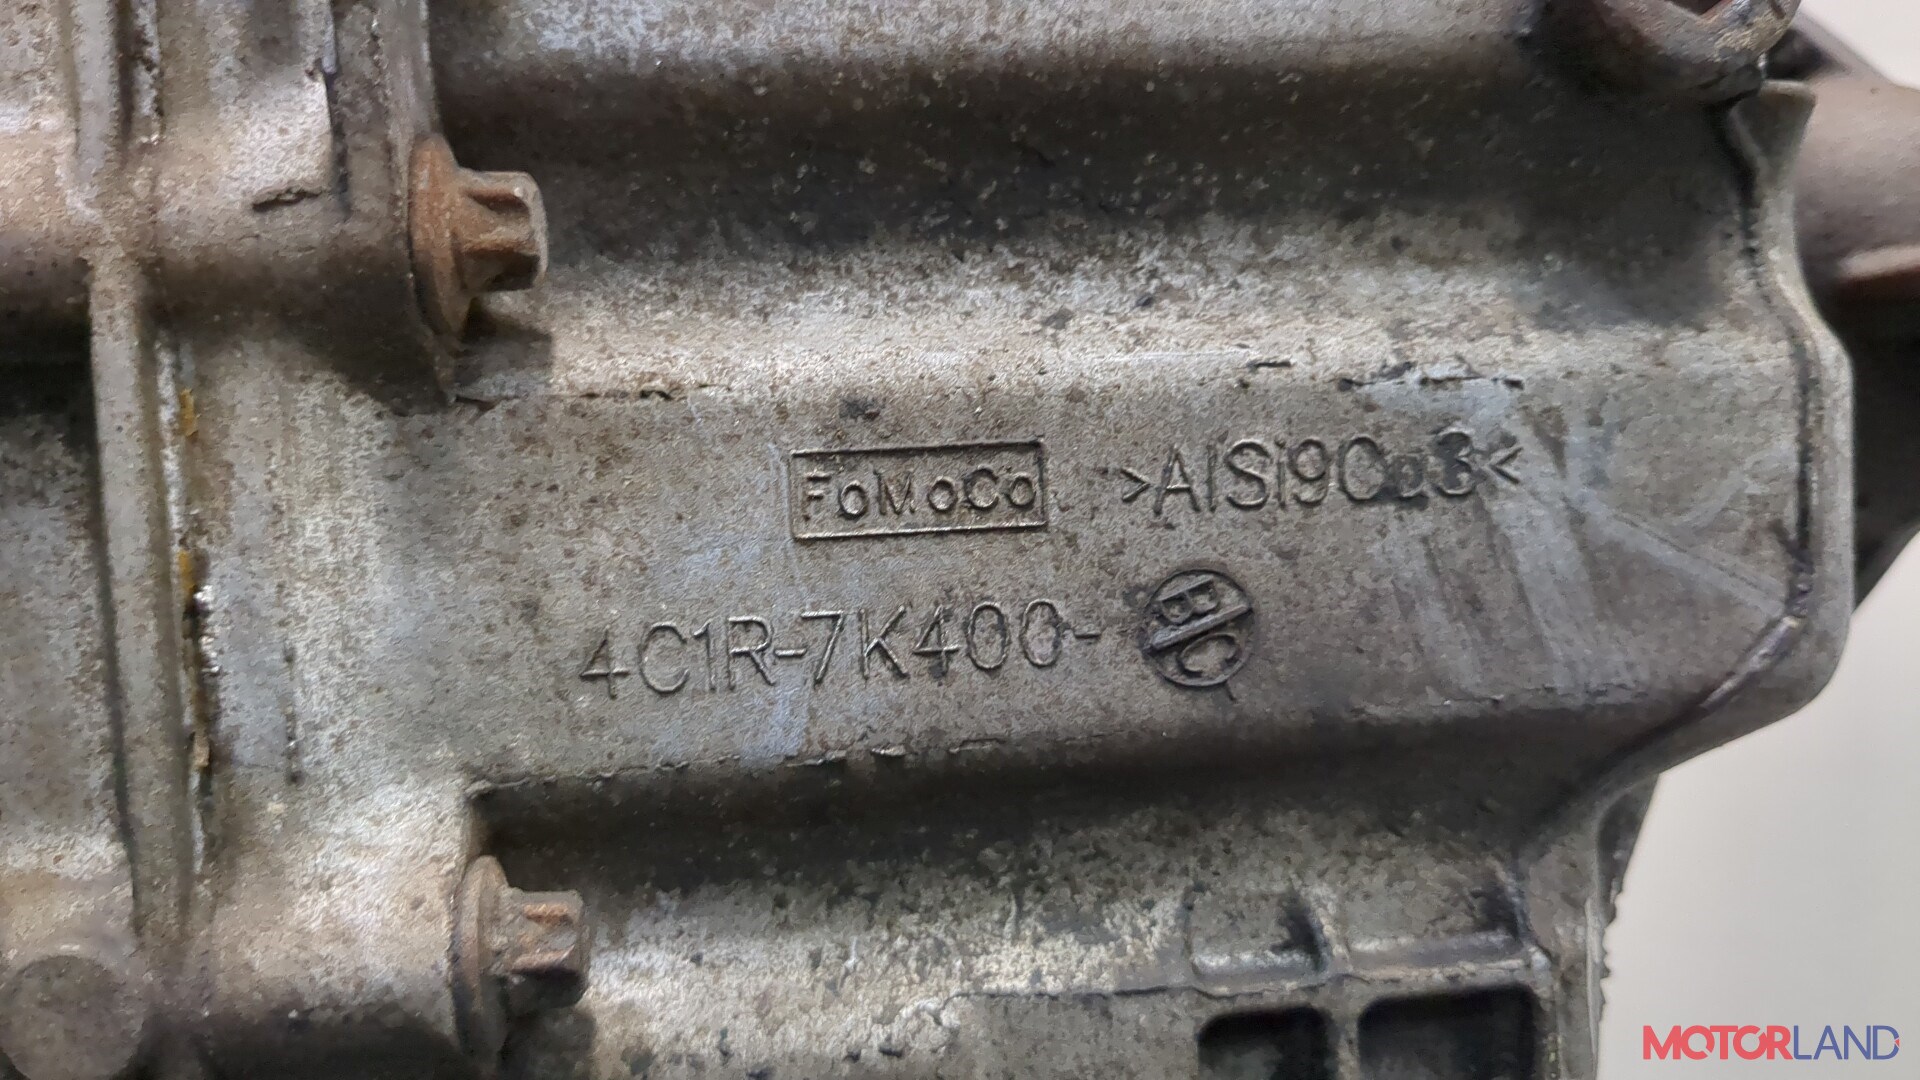 FoMoCo >AlSi9Cu3<
4C1R-7K400-
B/C
MOTORLAND